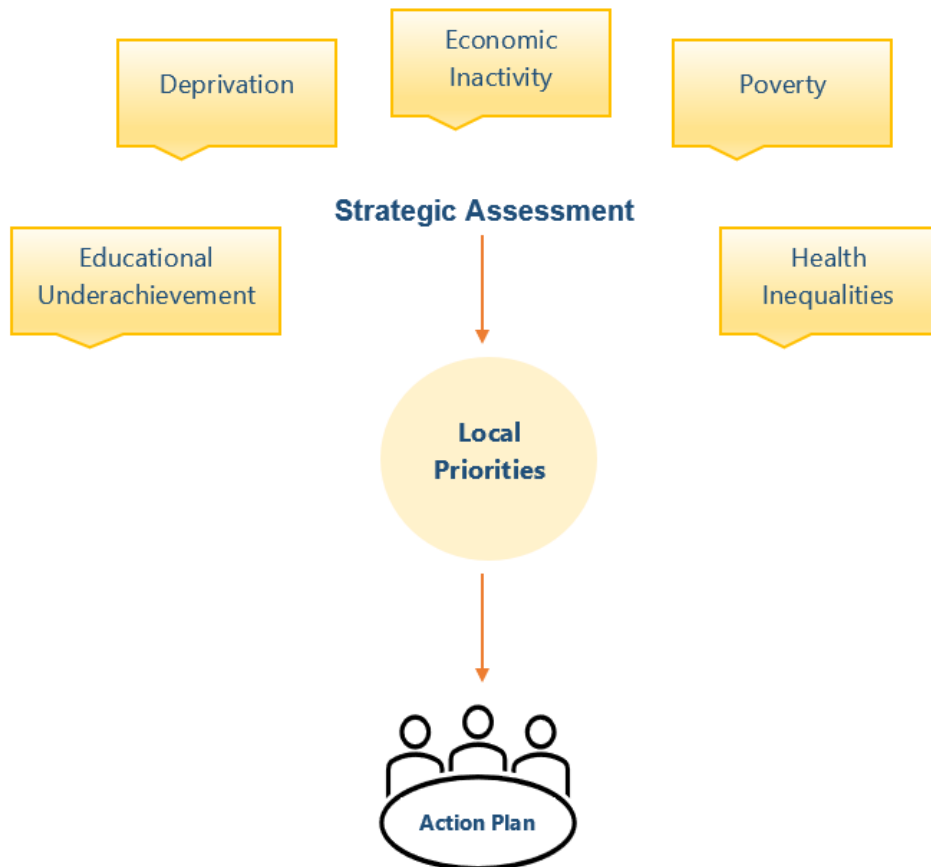 Economic
Inactivity
Deprivation
Poverty
Strategic Assessment
Educational
Underachievement
Health
Inequalities
Local
Priorities
Action Plan